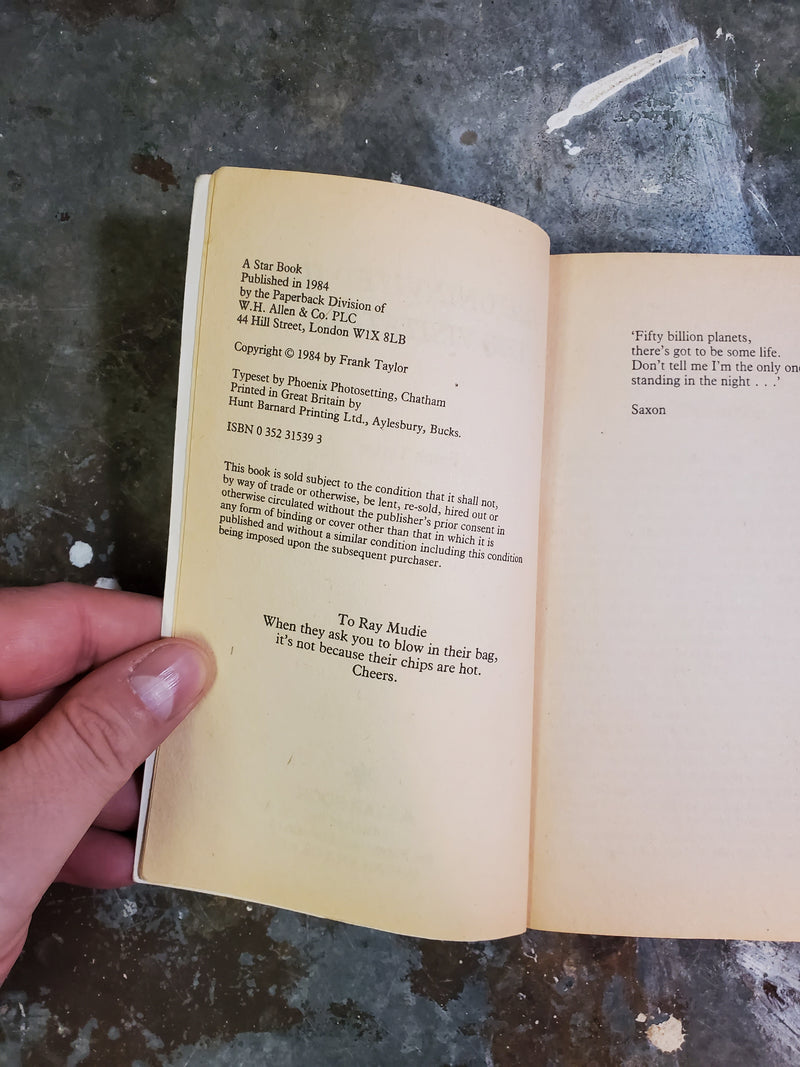 A Star Book
Published in 1984
by the Paperback Division of
W.H. Allen & Co. PLC
44 Hill Street, London W1X 8LB
Copyright © 1984 by Frank Taylor
Typeset by Phoenix Photosetting, Chatham
Printed in Great Britain by
Hunt Barnard Printing Ltd., Aylesbury, Bucks.
ISBN 0 352 31539 3
This book is sold subject to the condition that it shall not,
by way of trade or otherwise, be lent, re-sold, hired out or
otherwise circulated without the publisher's prior consent in
any form of binding or cover other than that in which it is
published and without a similar condition including this condition
being imposed upon the subsequent purchaser.
To Ray Mudie
When they ask you to blow in their bag,
it's not because their chips are hot.
Cheers.
'Fifty billion planets,
there's got to be some life.
Don't tell me I'm the only
standing in the night . . .'
Saxon